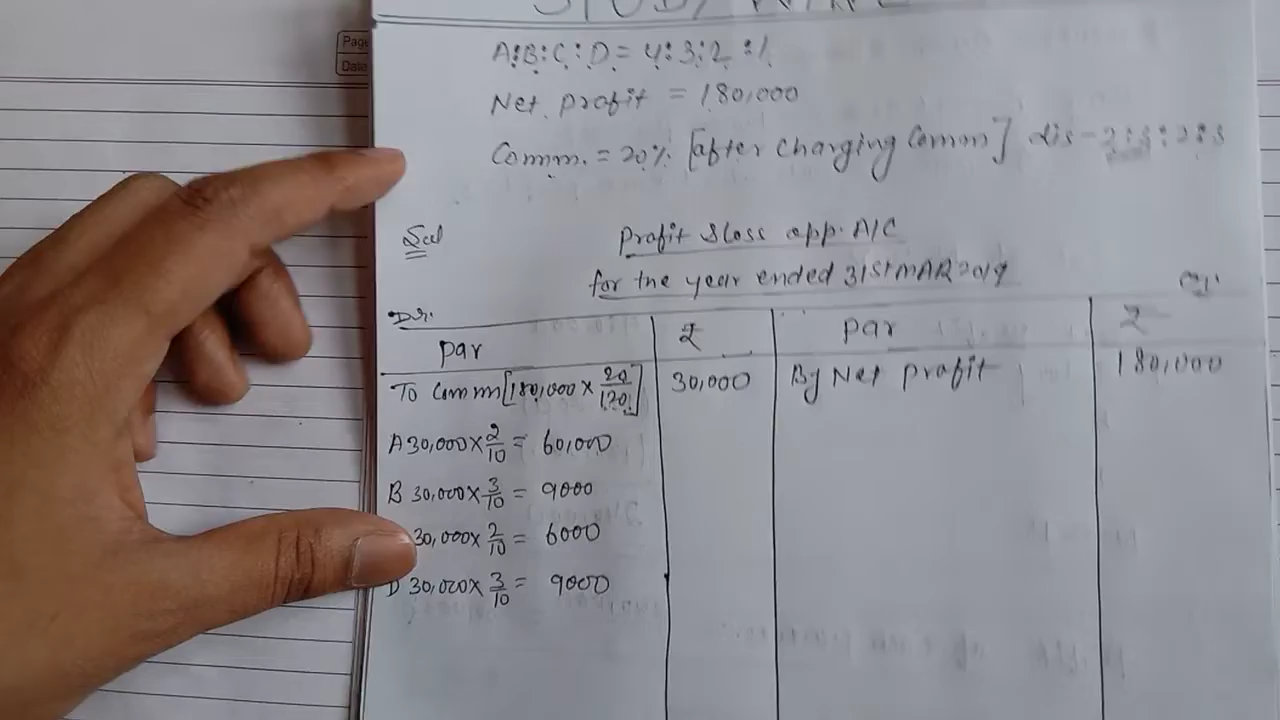 Page
Date
A:B:C:D = 4:3:2:1
Net profit = 180,000
Comm. = 20% [after charging Comm] dis - 2:3:2:3
Sol
Profit & loss app. A/C
for the year ended 31st MAR 2019
Dr. Cr.
Par ₹ Par ₹
To Comm [180,000 × 20/120] 30,000 By Net profit 180,000
A 30,000 × 2/10 = 60,000
B 30,000 × 3/10 = 9000
30,000 × 2/10 = 6000
D 30,000 × 3/10 = 9000